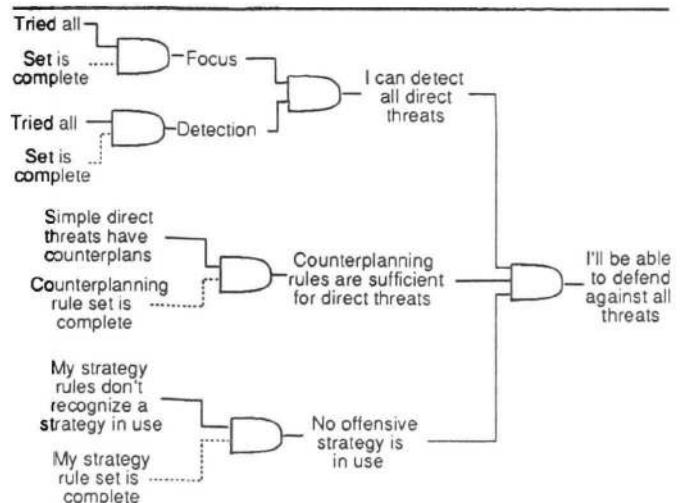 Tried all
Set is
complete
Focus
Tried all
Set is
complete
Detection
I can detect
all direct
threats
Simple direct
threats have
counterplans
Counterplanning
rule set is
complete
Counterplanning
rules are sufficient
for direct threats
I'll be able
to defend
against all
threats
My strategy
rules don't
recognize a
strategy in use
My strategy
rule set is
complete
No offensive
strategy is
in use